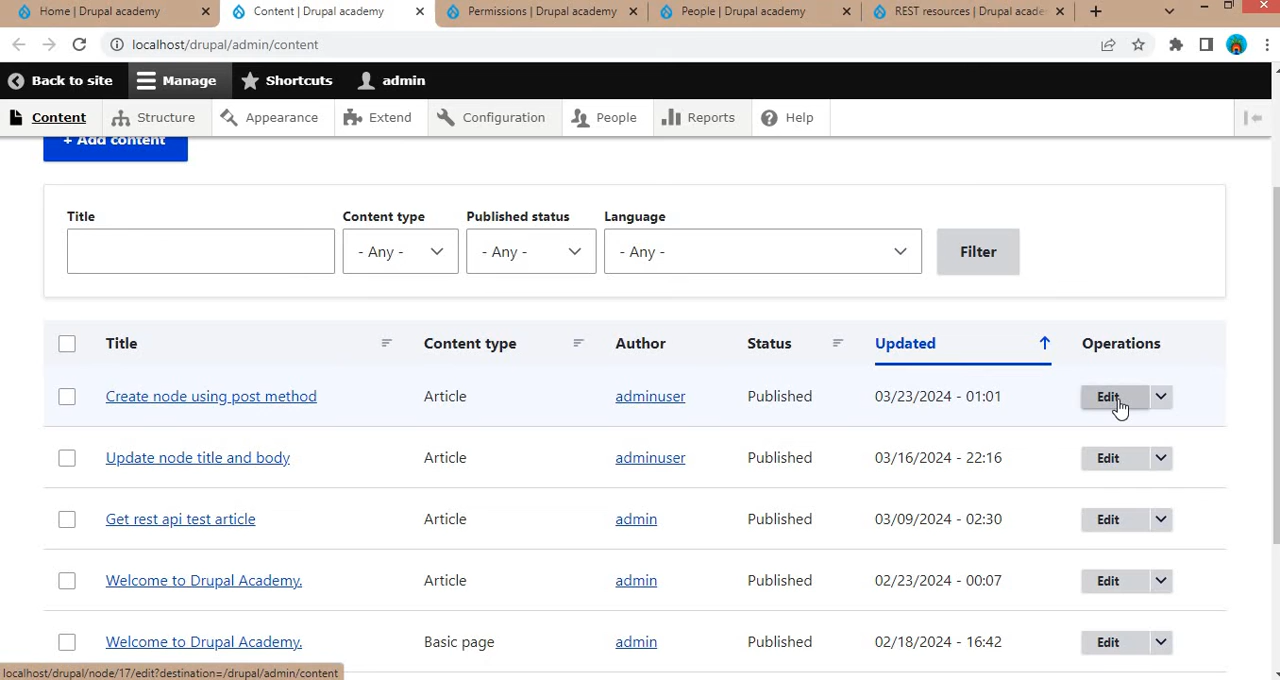 Home | Drupal academy
Content | Drupal academy
Permissions | Drupal academy
People | Drupal academy
REST resources | Drupal acade
localhost/drupal/admin/content
Back to site
Manage
Shortcuts
admin
Content
Structure
Appearance
Extend
Configuration
People
Reports
Help
+ Add content
Title
Content type
Published status
Language
- Any -
- Any -
- Any -
Filter
Title
Content type
Author
Status
Updated
Operations
Create node using post method
Article
adminuser
Published
03/23/2024 - 01:01
Edit
Update node title and body
Article
adminuser
Published
03/16/2024 - 22:16
Edit
Get rest api test article
Article
admin
Published
03/09/2024 - 02:30
Edit
Welcome to Drupal Academy.
Article
admin
Published
02/23/2024 - 00:07
Edit
Welcome to Drupal Academy.
Basic page
admin
Published
02/18/2024 - 16:42
Edit
localhost/drupal/node/17/edit?destination=/drupal/admin/content